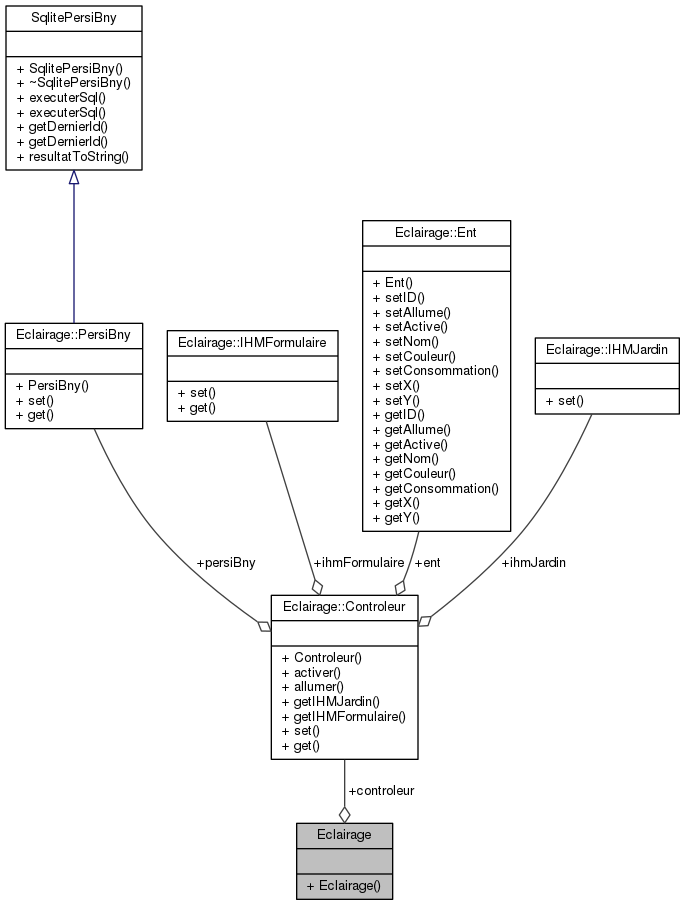 SqlitePersiBny
+ SqlitePersiBny()
+ ~SqlitePersiBny()
+ executerSql()
+ executerSql()
+ getDernierId()
+ getDernierId()
+ resultatToString()
Eclairage::PersiBny
+ PersiBny()
+ set()
+ get()
Eclairage::IHMFormulaire
+ set()
+ get()
Eclairage::Ent
+ Ent()
+ setID()
+ setAllume()
+ setActive()
+ setNom()
+ setCouleur()
+ setConsommation()
+ setX()
+ setY()
+ getID()
+ getAllume()
+ getActive()
+ getNom()
+ getCouleur()
+ getConsommation()
+ getX()
+ getY()
Eclairage::IHMJardin
+ set()
+persiBny
+ihmFormulaire
+ent
+ihmJardin
Eclairage::Controleur
+ Controleur()
+ activer()
+ allumer()
+ getIHMJardin()
+ getIHMFormulaire()
+ set()
+ get()
+controleur
Eclairage
+ Eclairage()